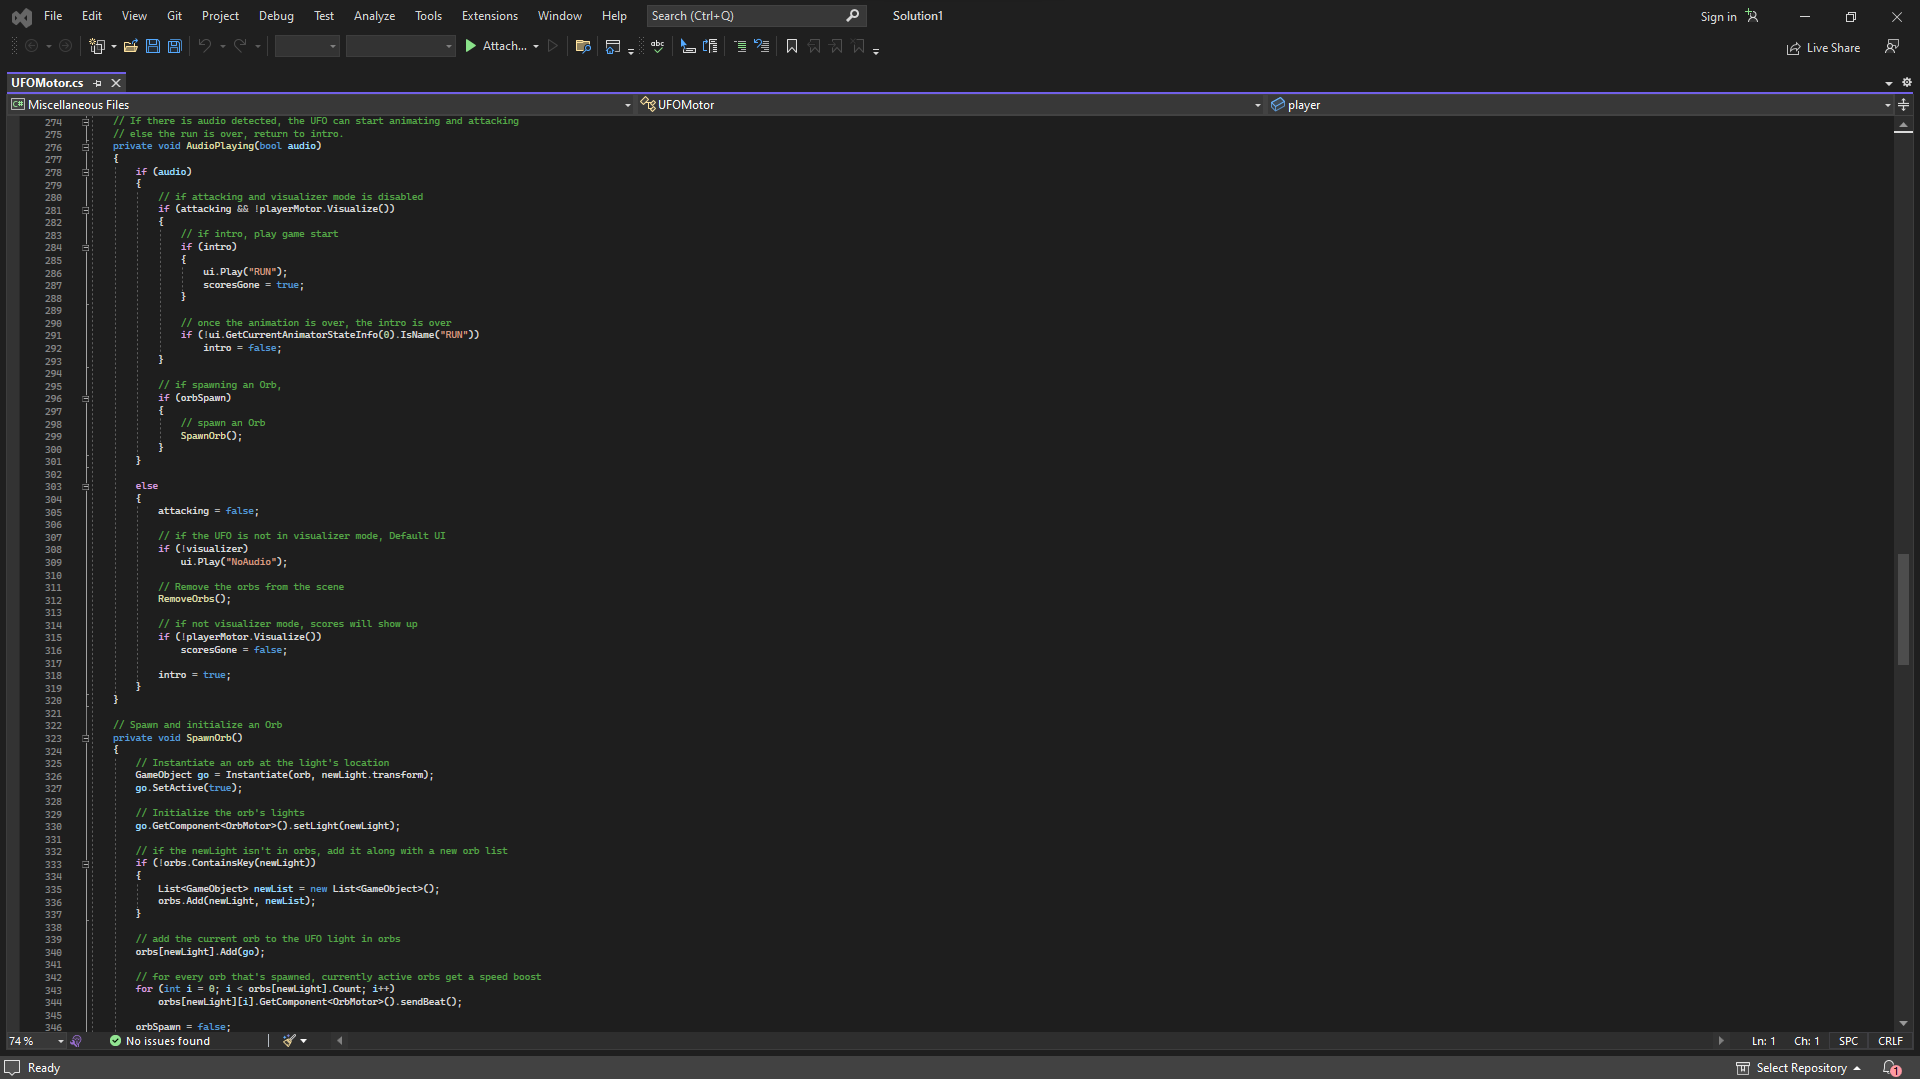 File Edit View Git Project Debug Test Analyze Tools Extensions Window Help Search (Ctrl+Q) Solution1 Sign in
Attach... Live Share
UFOMotor.cs
Miscellaneous Files UFOMotor player
274 // If there is audio detected, the UFO can start animating and attacking
275 // else the run is over, return to intro.
276 private void AudioPlaying(bool audio)
277 {
278 if (audio)
279 {
280 // if attacking and visualizer mode is disabled
281 if (attacking && !playerMotor.Visualize())
282 {
283 // if intro, play game start
284 if (intro)
285 {
286 ui.Play("RUN");
287 scoresGone = true;
288 }
289
290 // once the animation is over, the intro is over
291 if (!ui.GetCurrentAnimatorStateInfo(0).IsName("RUN"))
292 intro = false;
293 }
294
295 // if spawning an Orb,
296 if (orbSpawn)
297 {
298 // spawn an Orb
299 SpawnOrb();
300 }
301 }
302
303 else
304 {
305 attacking = false;
306
307 // if the UFO is not in visualizer mode, Default UI
308 if (!visualizer)
309 ui.Play("NoAudio");
310
311 // Remove the orbs from the scene
312 RemoveOrbs();
313
314 // if not visualizer mode, scores will show up
315 if (!playerMotor.Visualize())
316 scoresGone = false;
317
318 intro = true;
319 }
320 }
321
322 // Spawn and initialize an Orb
323 private void SpawnOrb()
324 {
325 // Instantiate an orb at the light's location
326 GameObject go = Instantiate(orb, newLight.transform);
327 go.SetActive(true);
328
329 // Initialize the orb's lights
330 go.GetComponent<OrbMotor>().setLight(newLight);
331
332 // if the newLight isn't in orbs, add it along with a new orb list
333 if (!orbs.ContainsKey(newLight))
334 {
335 List<GameObject> newList = new List<GameObject>();
336 orbs.Add(newLight, newList);
337 }
338
339 // add the current orb to the UFO light in orbs
340 orbs[newLight].Add(go);
341
342 // for every orb that's spawned, currently active orbs get a speed boost
343 for (int i = 0; i < orbs[newLight].Count; i++)
344 orbs[newLight][i].GetComponent<OrbMotor>().sendBeat();
345
346 orbSpawn = false;
74 % No issues found Ln: 1 Ch: 1 SPC CRLF
Ready Select Repository 1